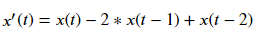 x′(t) = x(t) − 2 * x(t − 1) + x(t − 2)